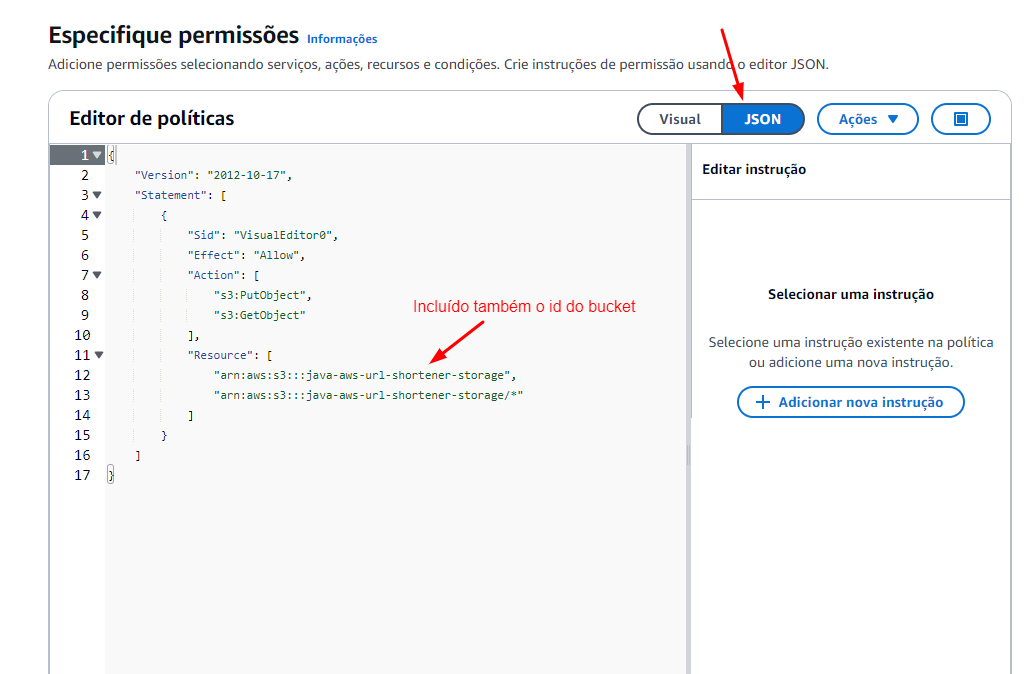 Especifique permissões Informações
Adicione permissões selecionando serviços, ações, recursos e condições. Crie instruções de permissão usando o editor JSON.
Editor de políticas
Visual JSON Ações
1 {
2 "Version": "2012-10-17",
3 "Statement": [
4 {
5 "Sid": "VisualEditor0",
6 "Effect": "Allow",
7 "Action": [
8 "s3:PutObject",
9 "s3:GetObject"
10 ],
11 "Resource": [
12 "arn:aws:s3:::java-aws-url-shortener-storage",
13 "arn:aws:s3:::java-aws-url-shortener-storage/*"
14 ]
15 }
16 ]
17 }
Incluído também o id do bucket
Editar instrução
Selecionar uma instrução
Selecione uma instrução existente na política
ou adicione uma nova instrução.
+ Adicionar nova instrução